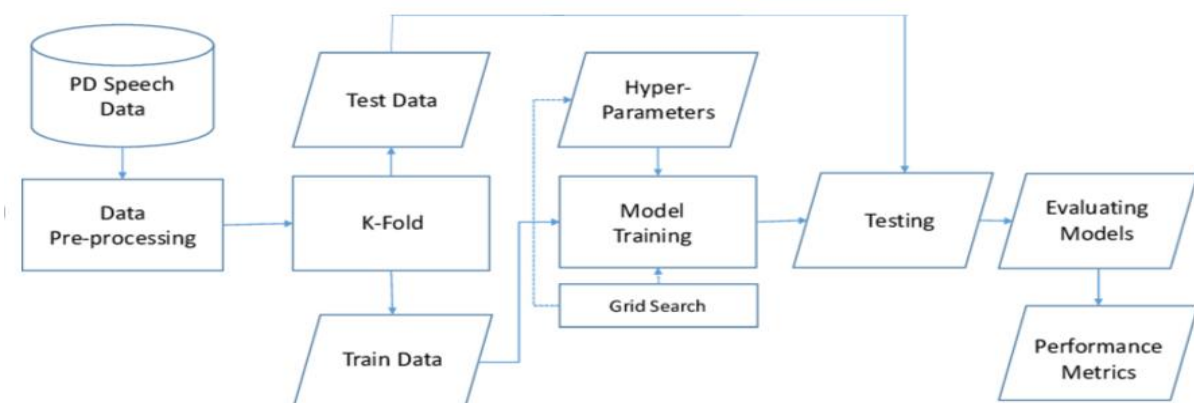 PD Speech
Data
Data
Pre-processing
Test Data
K-Fold
Train Data
Hyper-
Parameters
Model
Training
Grid Search
Testing
Evaluating
Models
Performance
Metrics